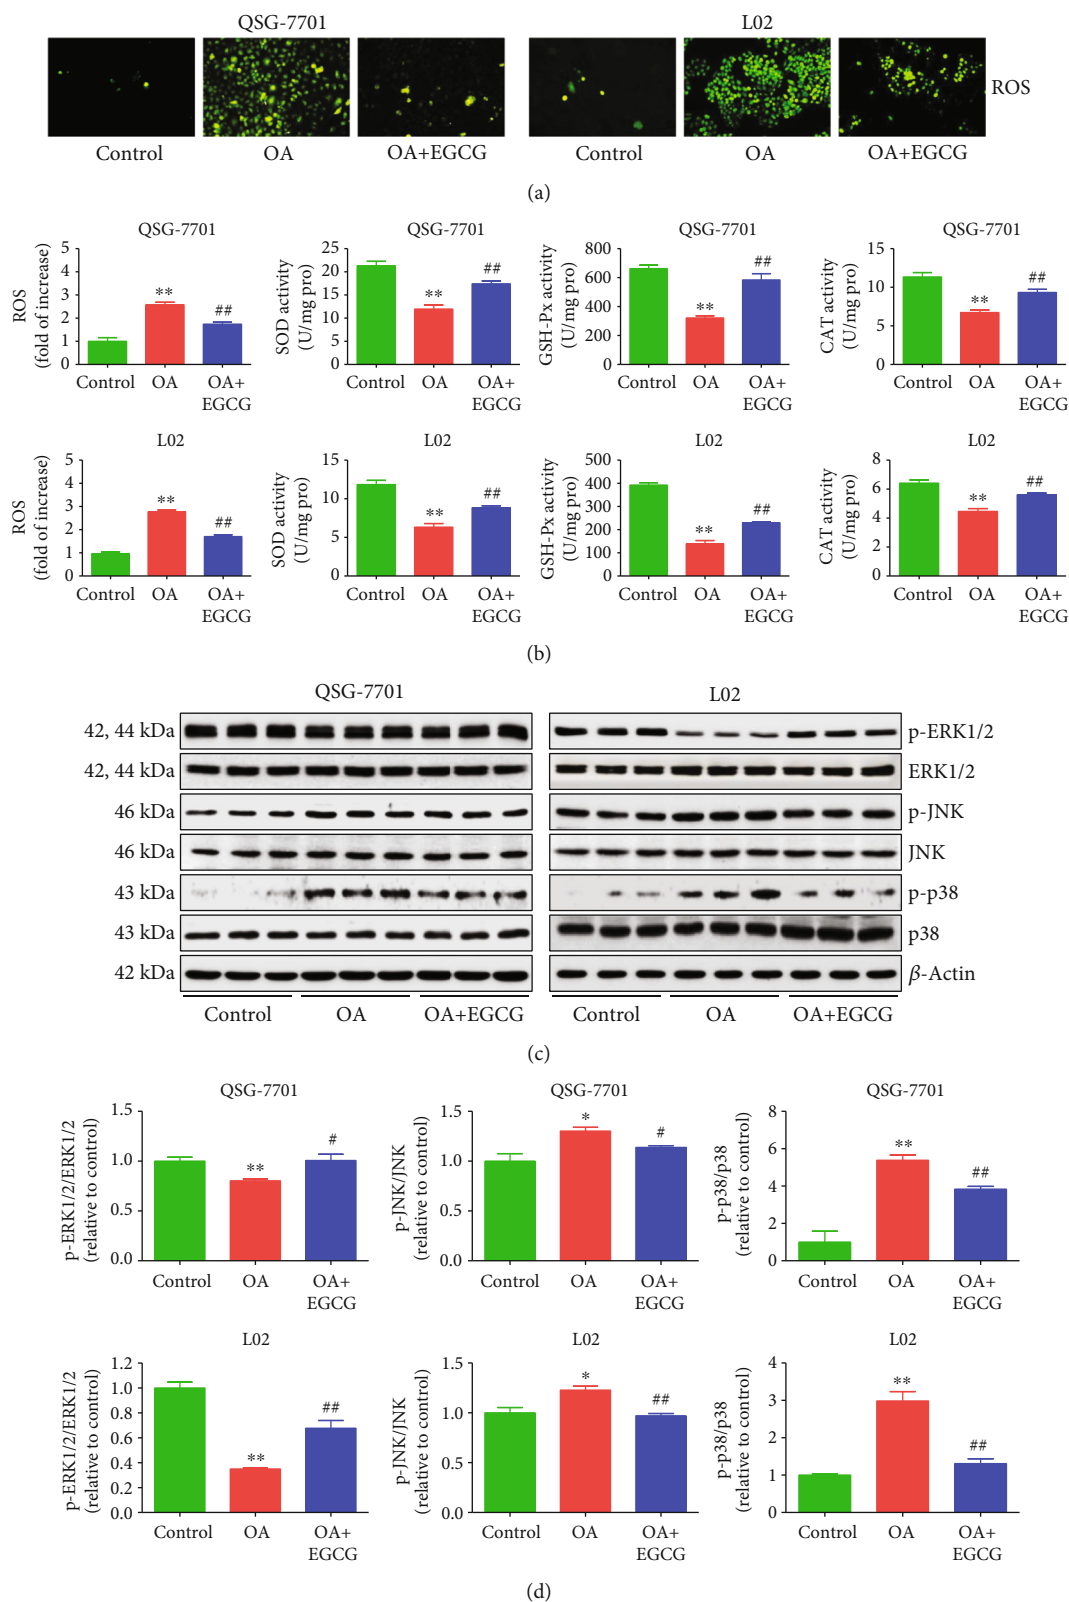 QSG-7701
L02
ROS
Control
OA
OA+EGCG
Control
OA
OA+EGCG
(a)
QSG-7701
ROS
(fold of increase)
5
4
3
2
1
0
**
##
Control
OA
OA+
EGCG
QSG-7701
SOD activity
(U/mg pro)
25
20
15
10
5
0
**
##
Control
OA
OA+
EGCG
QSG-7701
GSH-Px activity
(U/mg pro)
800
600
400
200
0
**
##
Control
OA
OA+
EGCG
QSG-7701
CAT activity
(U/mg pro)
15
10
5
0
**
##
Control
OA
OA+
EGCG
L02
ROS
(fold of increase)
5
4
3
2
1
0
**
##
Control
OA
OA+
EGCG
L02
SOD activity
(U/mg pro)
15
10
5
0
**
##
Control
OA
OA+
EGCG
L02
GSH-Px activity
(U/mg pro)
500
400
300
200
100
0
**
##
Control
OA
OA+
EGCG
L02
CAT activity
(U/mg pro)
8
6
4
2
0
**
##
Control
OA
OA+
EGCG
(b)
QSG-7701
L02
42, 44 kDa
p-ERK1/2
42, 44 kDa
ERK1/2
46 kDa
p-JNK
46 kDa
JNK
43 kDa
p-p38
43 kDa
p38
42 kDa
β-Actin
Control
OA
OA+EGCG
Control
OA
OA+EGCG
(c)
QSG-7701
p-ERK1/2/ERK1/2
(relative to control)
1.5
1.0
0.5
0.0
**
#
Control
OA
OA+
EGCG
QSG-7701
p-JNK/JNK
(relative to control)
1.5
1.0
0.5
0.0
*
#
Control
OA
OA+
EGCG
QSG-7701
p-p38/p38
(relative to control)
8
6
4
2
0
**
##
Control
OA
OA+
EGCG
L02
p-ERK1/2/ERK1/2
(relative to control)
1.2
1.0
0.8
0.6
0.4
0.2
0.0
**
##
Control
OA
OA+
EGCG
L02
p-JNK/JNK
(relative to control)
1.5
1.0
0.5
0.0
*
##
Control
OA
OA+
EGCG
L02
p-p38/p38
(relative to control)
4
3
2
1
0
**
##
Control
OA
OA+
EGCG
(d)